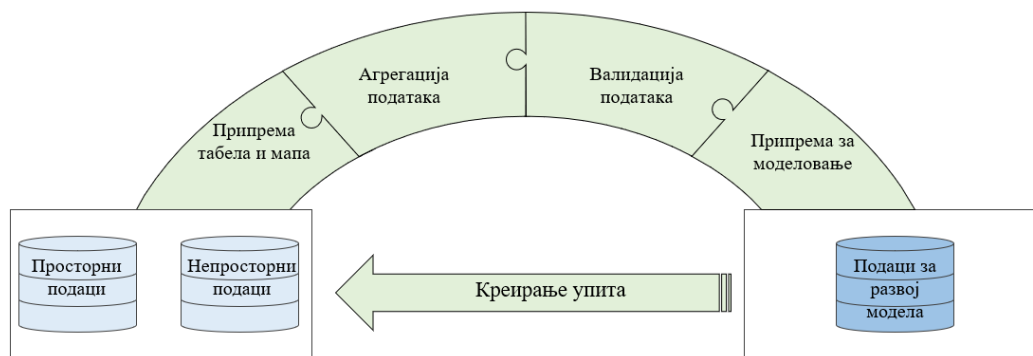 Агрегација
података
Валидација
података
Припрема
табела и мапа
Припрема за
моделовање
Просторни
подаци
Непросторни
подаци
Креирање упита
Подаци за
развој
модела